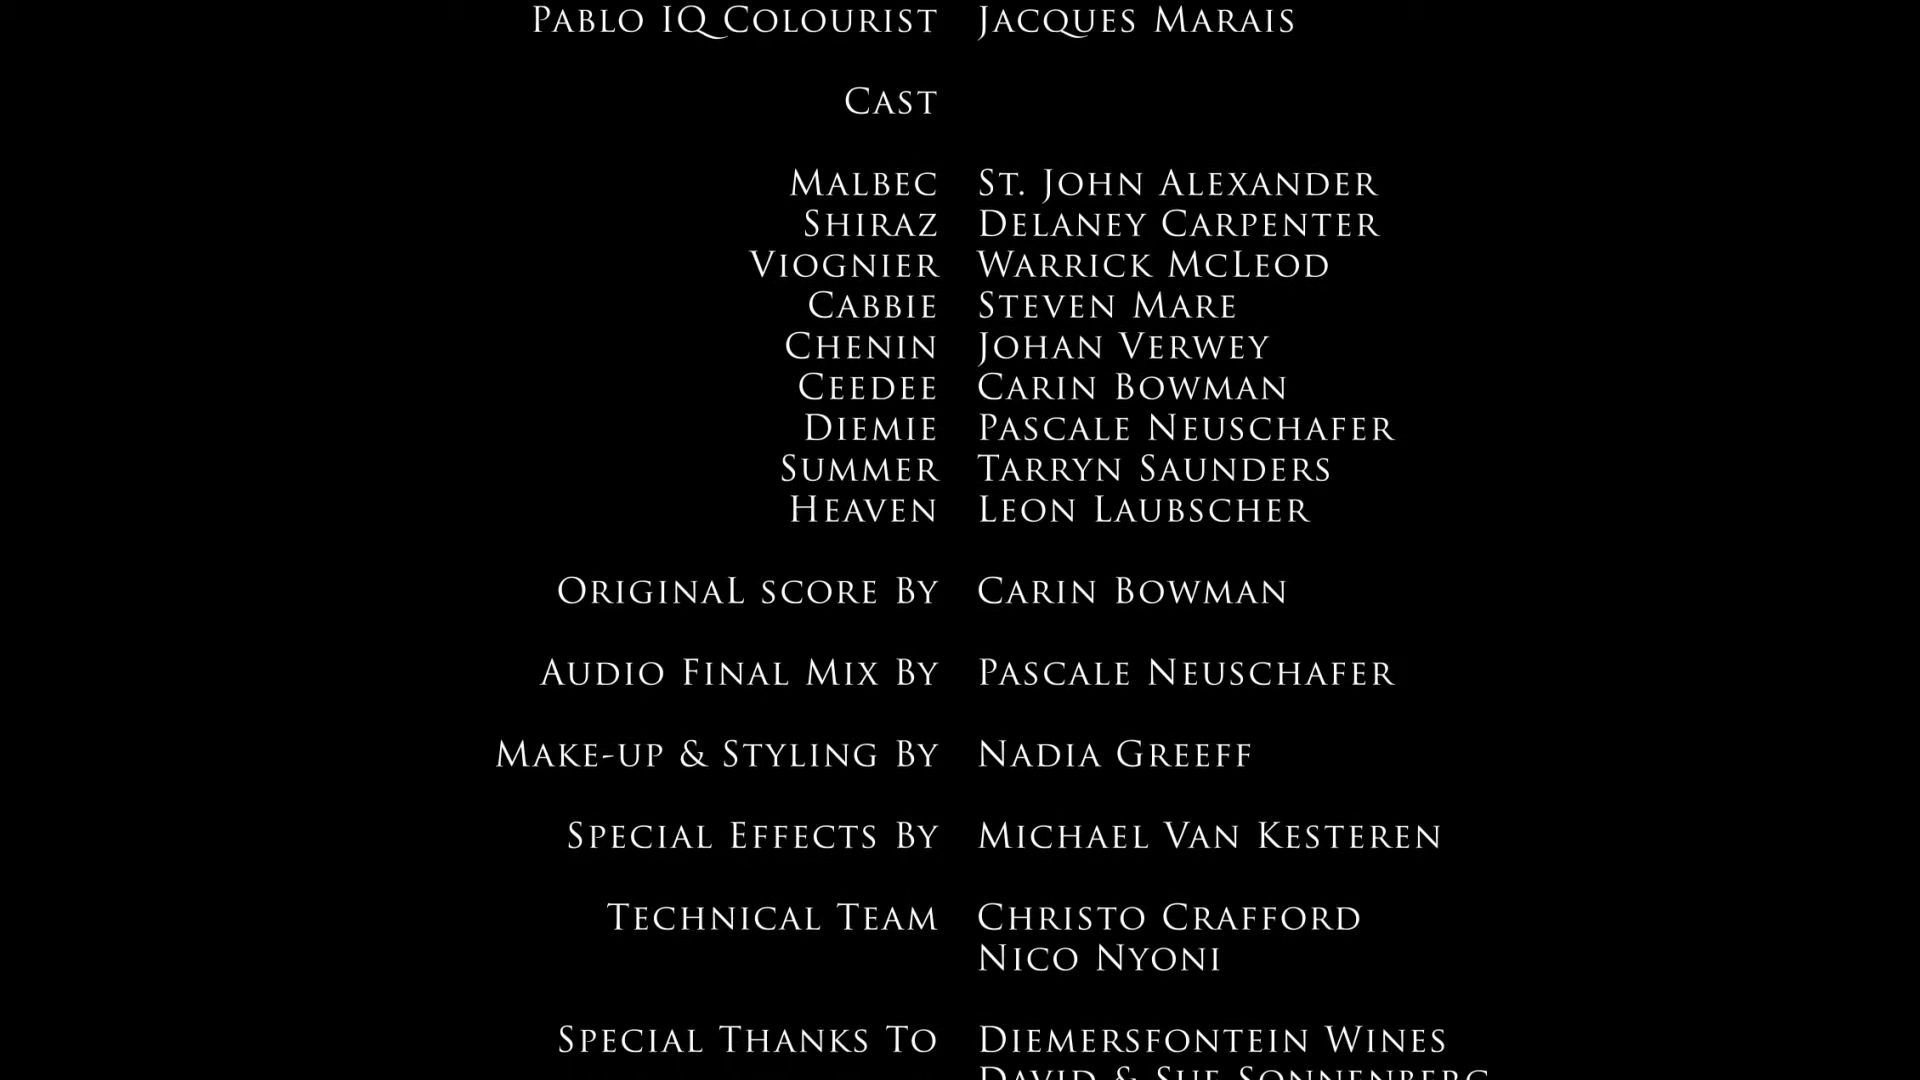 Pablo IQ Colourist Jacques Marais
Cast
Malbec St. John Alexander
Shiraz Delaney Carpenter
Viognier Warrick McLeod
Cabbie Steven Mare
Chenin Johan Verwey
Ceedee Carin Bowman
Diemie Pascale Neuschafer
Summer Tarryn Saunders
Heaven Leon Laubscher
OriginaL score By Carin Bowman
Audio Final Mix By Pascale Neuschafer
Make-up & Styling By Nadia Greeff
Special Effects By Michael Van Kesteren
Technical Team Christo Crafford
Nico Nyoni
Special Thanks To Diemersfontein Wines
David & Sue Sonnenberg